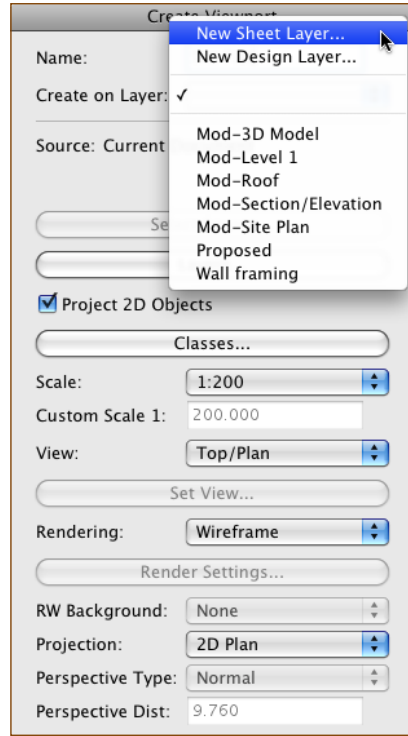 Create Viewport
New Sheet Layer...
Name:
New Design Layer...
Create on Layer: ✓
Mod-3D Model
Source: Current
Mod-Level 1
Mod-Roof
Mod-Section/Elevation
Mod-Site Plan
Proposed
Wall framing
Project 2D Objects
Classes...
Scale: 1:200
Custom Scale 1: 200.000
View: Top/Plan
Set View...
Rendering: Wireframe
Render Settings...
RW Background: None
Projection: 2D Plan
Perspective Type: Normal
Perspective Dist: 9.760